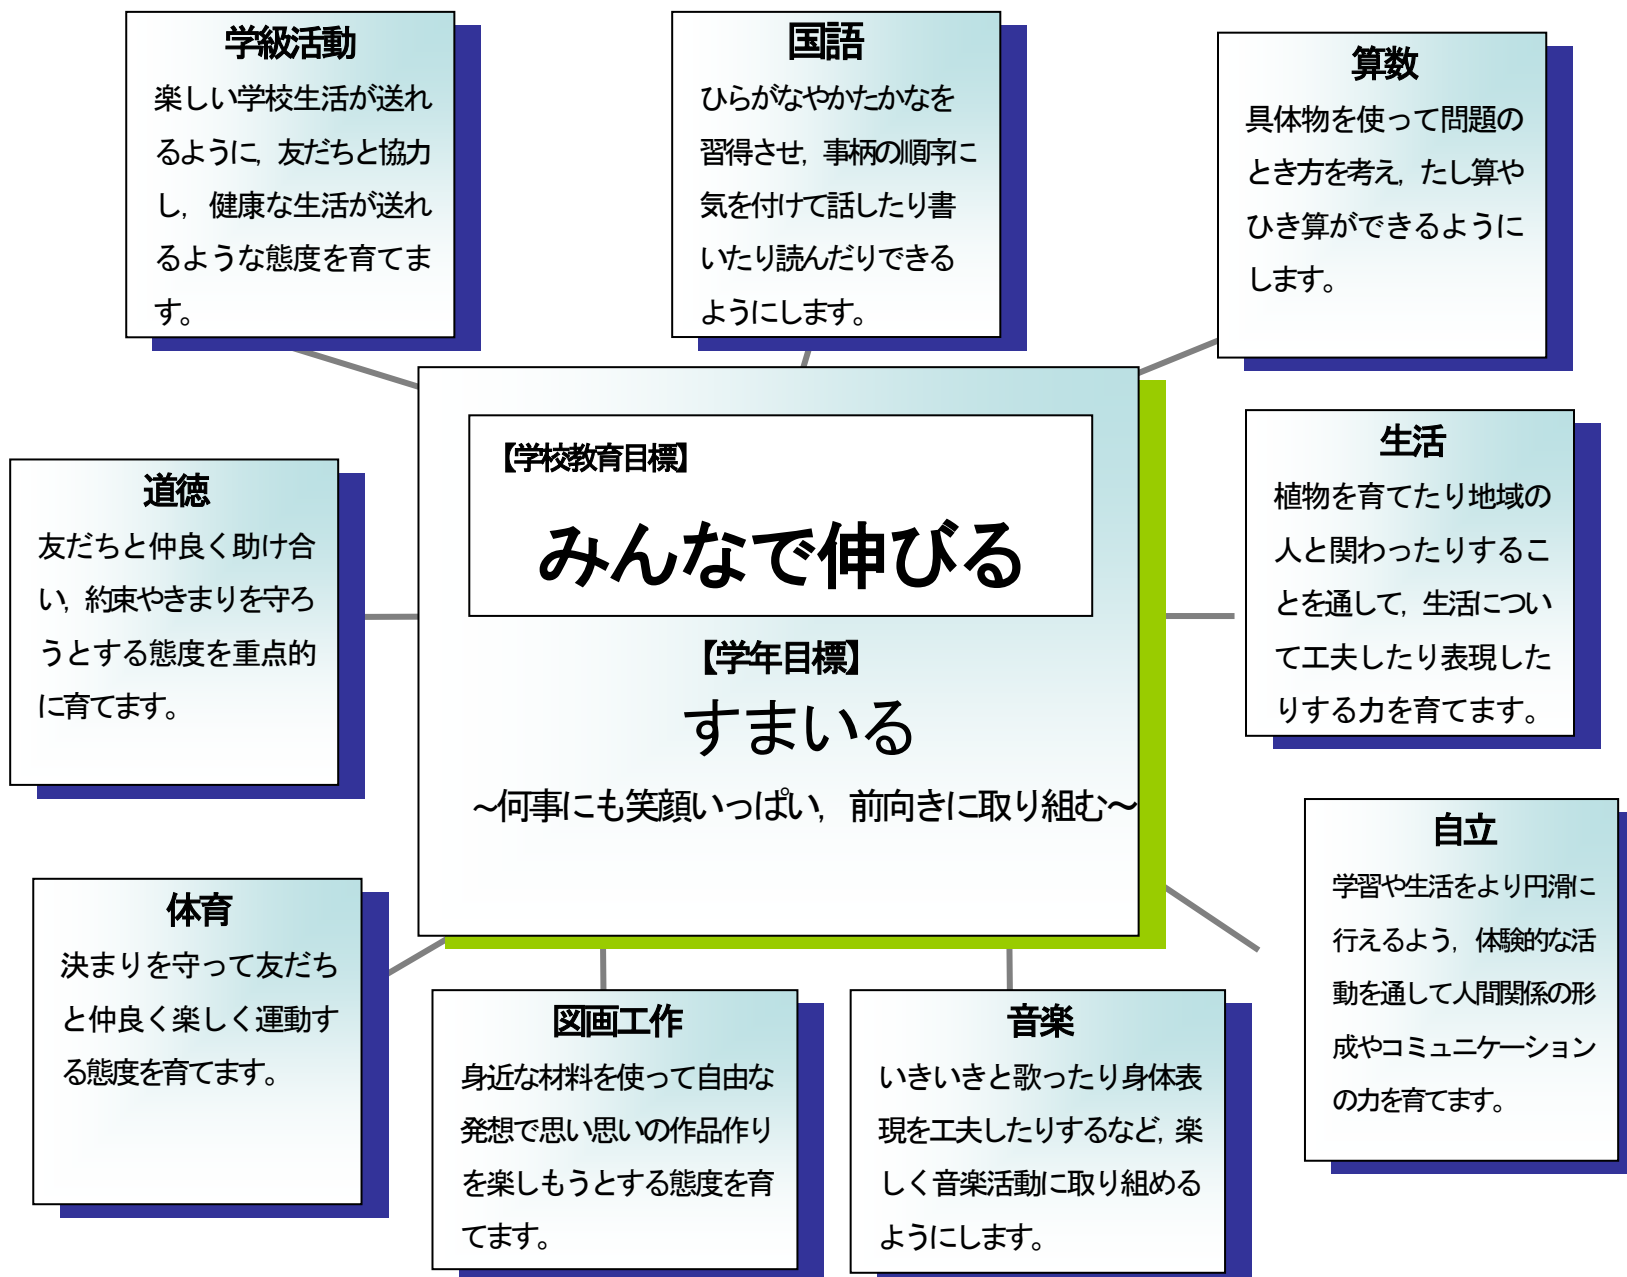 学級活動
楽しい学校生活が送れ
るように，友だちと協力
し，健康な生活が送れ
るような態度を育てま
す。
国語
ひらがなやかたかなを
習得させ，事柄の順序に
気を付けて話したり書
いたり読んだりできる
ようにします。
算数
具体物を使って問題の
とき方を考え，たし算や
ひき算ができるように
します。
道徳
友だちと仲良く助け合
い，約束やきまりを守ろ
うとする態度を重点的
に育てます。
【学校教育目標】
みんなで伸びる
【学年目標】
すまいる
~何事にも笑顔いっぱい，前向きに取り組む～
生活
植物を育てたり地域の
人と関わったりするこ
とを通して，生活につい
て工夫したり表現した
りする力を育てます。
自立
学習や生活をより円滑に
行えるよう，体験的な活
動を通して人間関係の形
成やコミュニケーション
の力を育てます。
体育
決まりを守って友だち
と仲良く楽しく運動す
る態度を育てます。
図画工作
身近な材料を使って自由な
発想で思い思いの作品作り
を楽しもうとする態度を育
てます。
音楽
いきいきと歌ったり身体表
現を工夫したりするなど，楽
しく音楽活動に取り組める
ようにします。